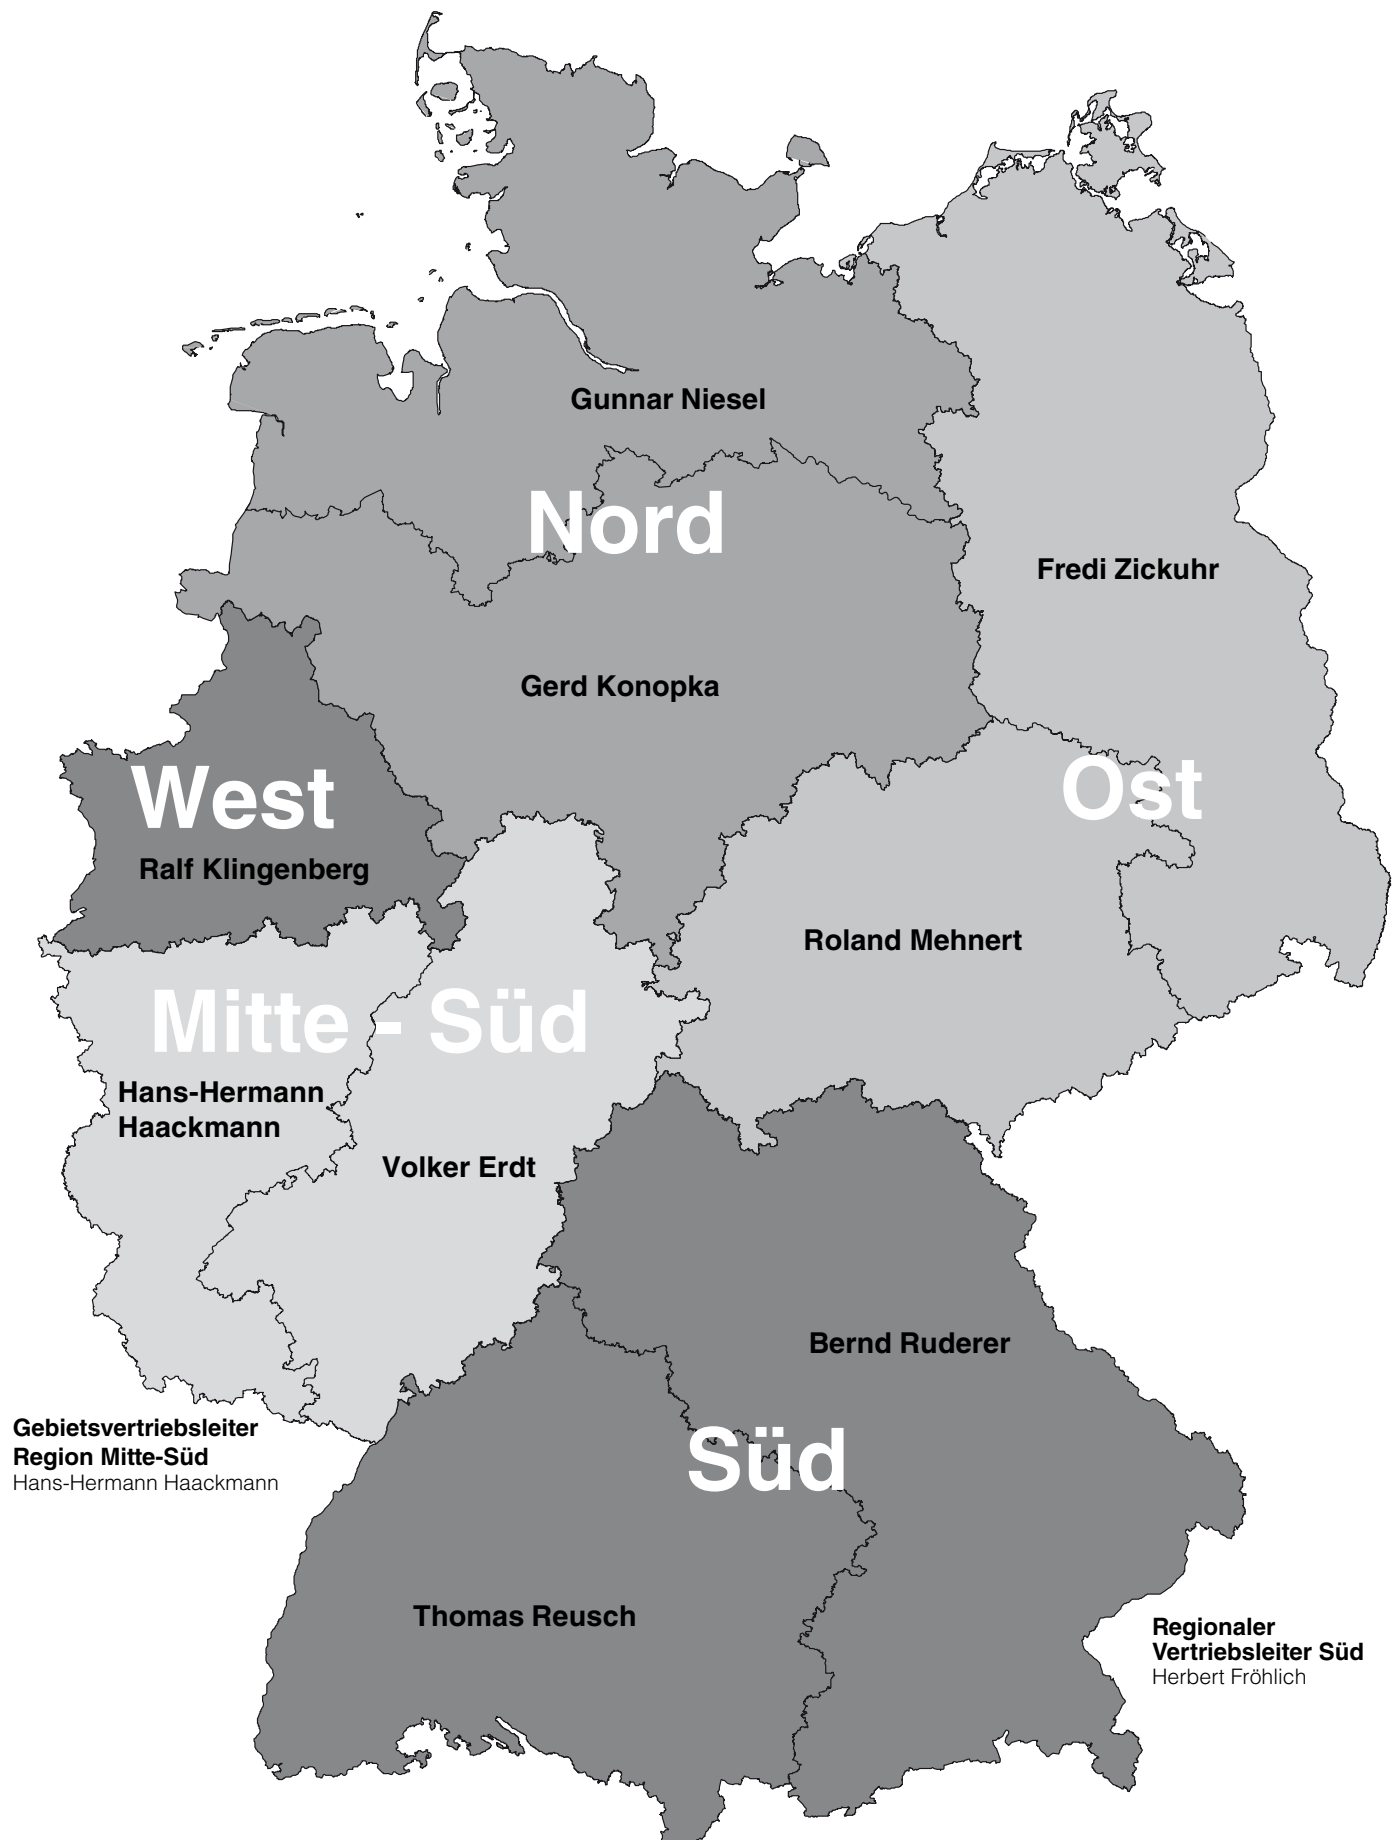 Gunnar Niesel
Nord
Fredi Zickuhr
Gerd Konopka
West
Ost
Ralf Klingenberg
Roland Mehnert
Mitte - Süd
Hans-Hermann
Haackmann
Volker Erdt
Bernd Ruderer
Gebietsvertriebsleiter
Region Mitte-Süd
Hans-Hermann Haackmann
Süd
Thomas Reusch
Regionaler
Vertriebsleiter Süd
Herbert Fröhlich